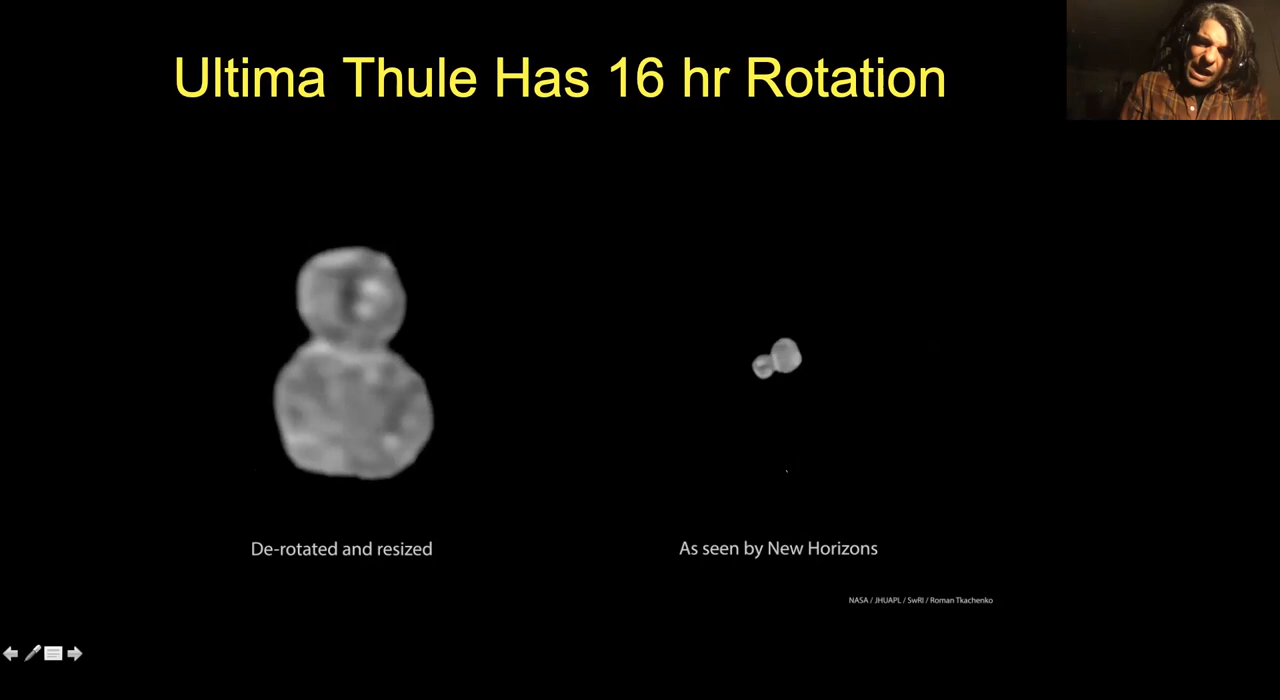 Ultima Thule Has 16 hr Rotation
De-rotated and resized
As seen by New Horizons
NASA / JHUAPL / SwRI / Roman Tkachenko